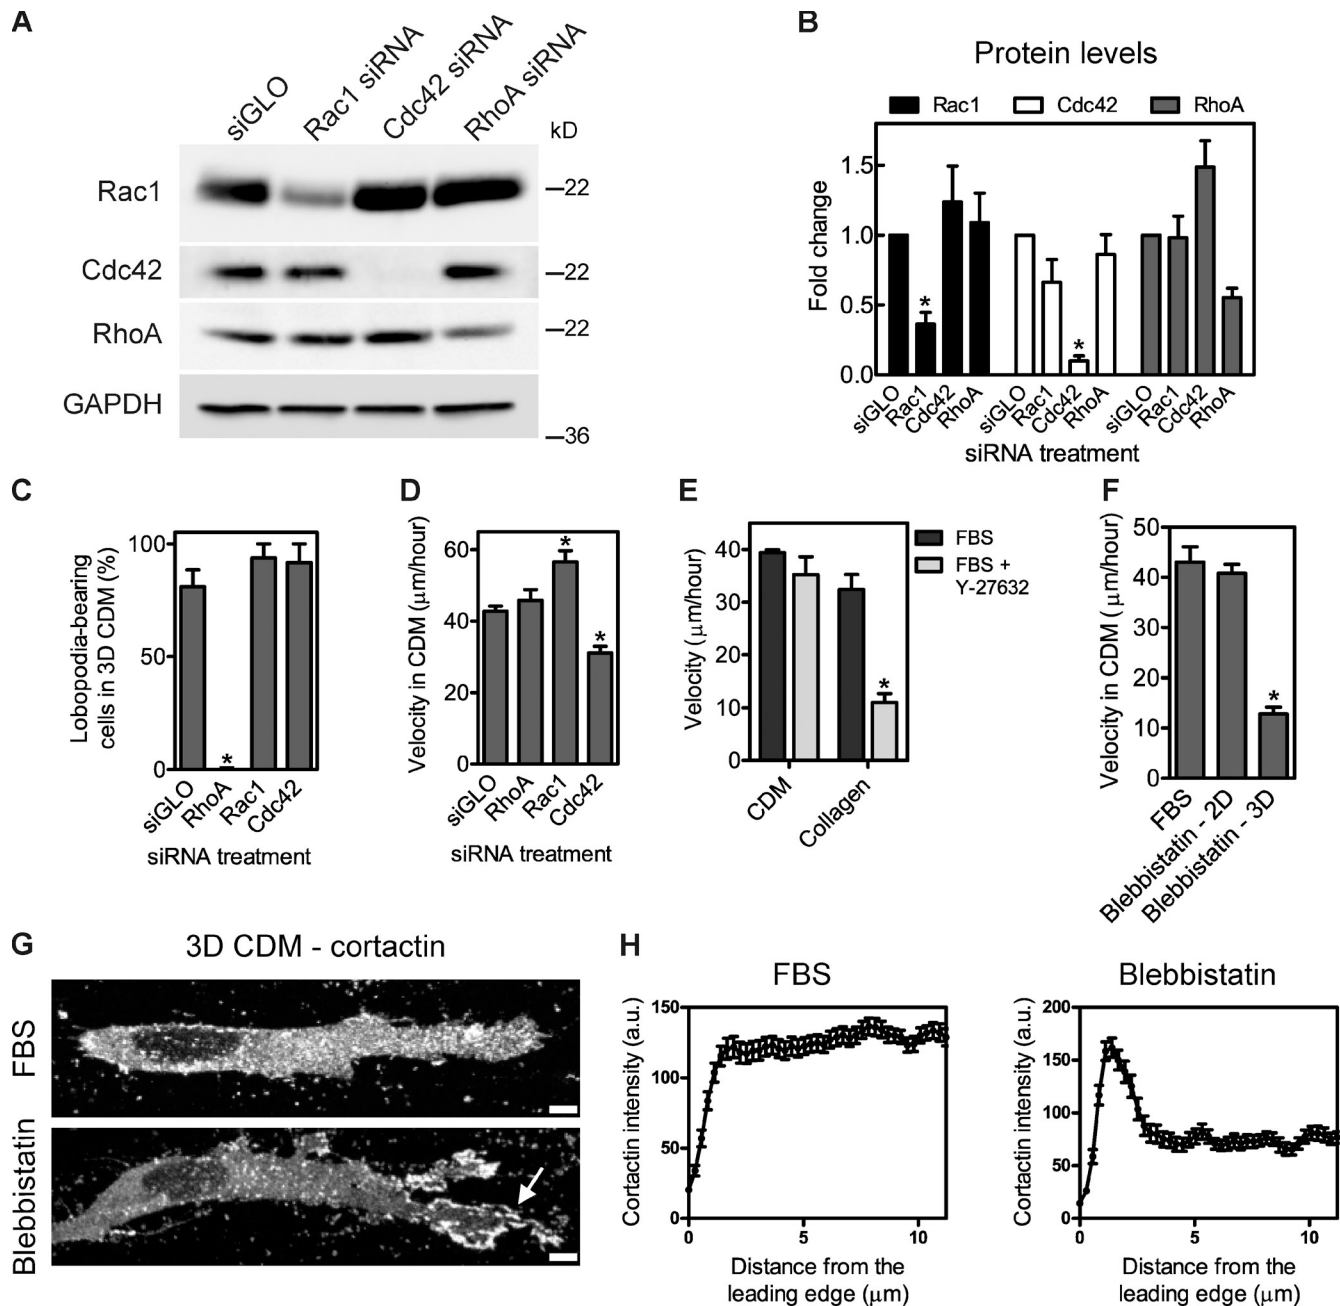 A
siGLO
Rac1 siRNA
Cdc42 siRNA
RhoA siRNA
kD
Rac1
–22
Cdc42
–22
RhoA
–22
GAPDH
–36
B
Protein levels
Rac1 Cdc42 RhoA
Fold change
1.5
1.0
0.5
0.0
siGLO
Rac1
Cdc42
RhoA
siGLO
Rac1
Cdc42
RhoA
siGLO
Rac1
Cdc42
RhoA
* *
siRNA treatment
C
Lobopodia-bearing
cells in 3D CDM (%)
100
50
0
*
siGLO
RhoA
Rac1
Cdc42
siRNA treatment
D
Velocity in CDM (μm/hour)
60
40
20
0
* *
siGLO
RhoA
Rac1
Cdc42
siRNA treatment
E
Velocity (μm/hour)
40
30
20
10
0
*
CDM
Collagen
FBS
FBS +
Y-27632
F
Velocity in CDM (μm/hour)
50
40
30
20
10
0
*
FBS
Blebbistatin - 2D
Blebbistatin - 3D
G
3D CDM - cortactin
FBS
Blebbistatin
H
FBS
Cortactin intensity (a.u.)
150
100
50
0
0 5 10
Distance from the
leading edge (μm)
Blebbistatin
Cortactin intensity (a.u.)
200
150
100
50
0
0 5 10
Distance from the
leading edge (μm)